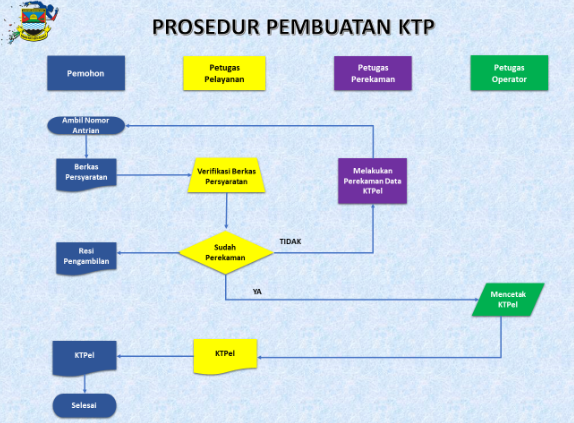 PROSEDUR PEMBUATAN KTP
Pemohon
Petugas
Pelayanan
Petugas
Perekaman
Petugas
Operator
Ambil Nomor
Antrian
Berkas
Persyaratan
Verifikasi Berkas
Persyaratan
Melakukan
Perekaman Data
KTPel
Resi
Pengambilan
Sudah
Perekaman
TIDAK
YA
Mencetak
KTPel
KTPel
KTPel
Selesai